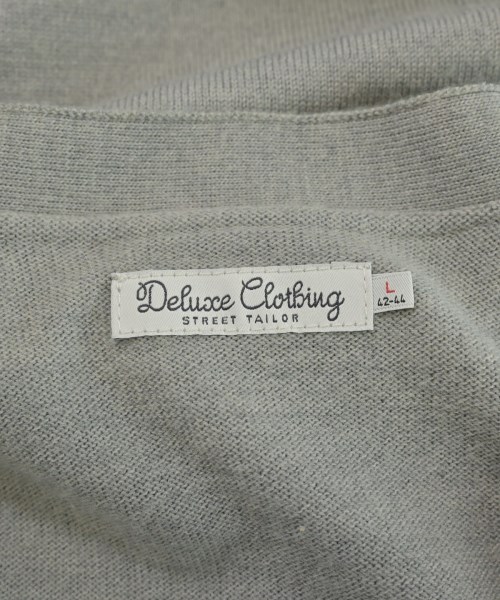 Deluxe Clothing
STREET TAILOR
L
42-44